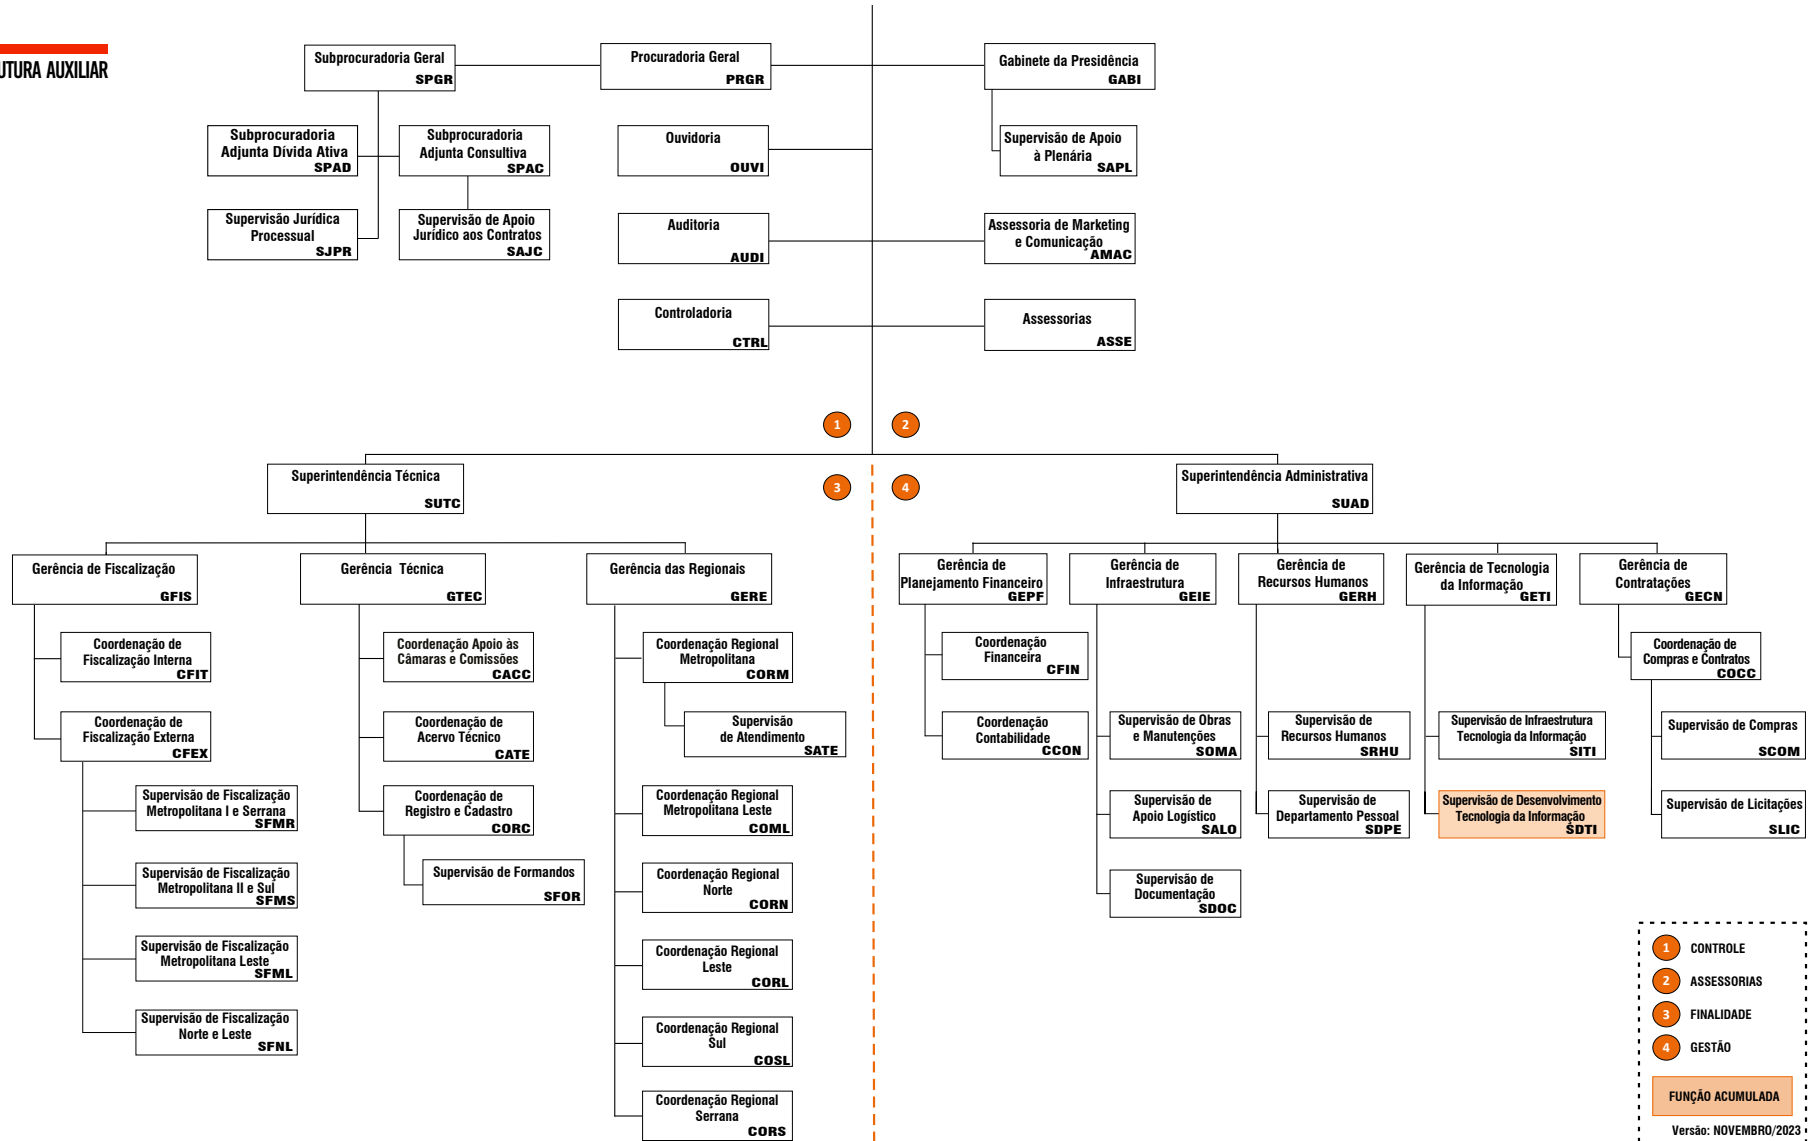 UTURA AUXILIAR
Subprocuradoria Geral
SPGR
Procuradoria Geral
PRGR
Gabinete da Presidência
GABI
Subprocuradoria
Adjunta Dívida Ativa
SPAD
Subprocuradoria
Adjunta Consultiva
SPAC
Ouvidoria
OUVI
Supervisão de Apoio
à Plenária
SAPL
Supervisão Jurídica
Processual
SJPR
Supervisão de Apoio
Jurídico aos Contratos
SAJC
Auditoria
AUDI
Assessoria de Marketing
e Comunicação
AMAC
Controladoria
CTRL
Assessorias
ASSE
1
2
Superintendência Técnica
SUTC
3
4
Superintendência Administrativa
SUAD
Gerência de Fiscalização
GFIS
Gerência Técnica
GTEC
Gerência das Regionais
GERE
Gerência de
Planejamento Financeiro
GEPF
Gerência de
Infraestrutura
GEIE
Gerência de
Recursos Humanos
GERH
Gerência de Tecnologia
da Informação
GETI
Gerência de
Contratações
GECN
Coordenação de
Fiscalização Interna
CFIT
Coordenação de
Fiscalização Externa
CFEX
Supervisão de Fiscalização
Metropolitana I e Serrana
SFMR
Supervisão de Fiscalização
Metropolitana II e Sul
SFMS
Supervisão de Fiscalização
Metropolitana Leste
SFML
Supervisão de Fiscalização
Norte e Leste
SFNL
Coordenação Apoio às
Câmaras e Comissões
CACC
Coordenação de
Acervo Técnico
CATE
Coordenação de
Registro e Cadastro
CORC
Supervisão de Formandos
SFOR
Coordenação Regional
Metropolitana
CORM
Supervisão
de Atendimento
SATE
Coordenação Regional
Metropolitana Leste
COML
Coordenação Regional
Norte
CORN
Coordenação Regional
Leste
CORL
Coordenação Regional
Sul
COSL
Coordenação Regional
Serrana
CORS
Coordenação
Financeira
CFIN
Coordenação
Contabilidade
CCON
Supervisão de Obras
e Manutenções
SOMA
Supervisão de
Apoio Logístico
SALO
Supervisão de
Documentação
SDOC
Supervisão de
Recursos Humanos
SRHU
Supervisão de
Departamento Pessoal
SDPE
Supervisão de Infraestrutura
Tecnologia da Informação
SITI
Supervisão de Desenvolvimento
Tecnologia da Informação
SDTI
Coordenação de
Compras e Contratos
COCC
Supervisão de Compras
SCOM
Supervisão de Licitações
SLIC
1 CONTROLE
2 ASSESSORIAS
3 FINALIDADE
4 GESTÃO
FUNÇÃO ACUMULADA
Versão: NOVEMBRO/2023